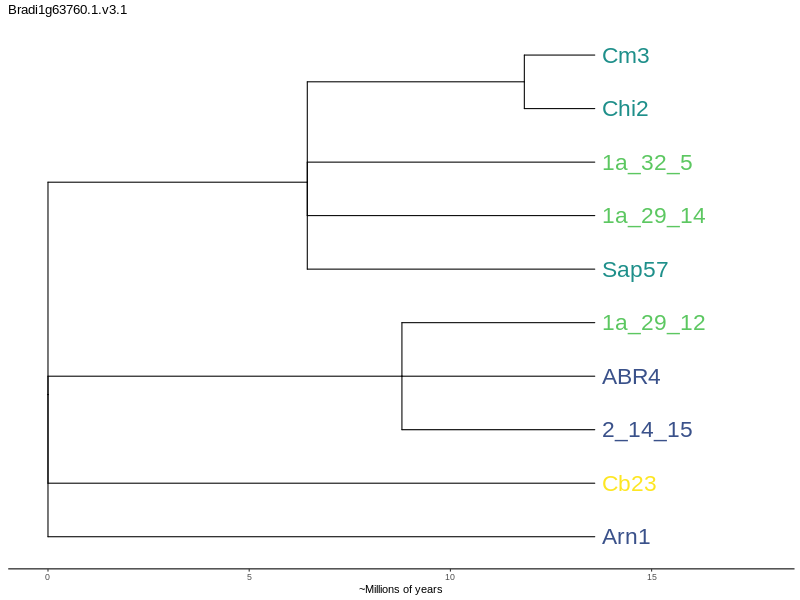 Bradi1g63760.1.v3.1
Cm3
Chi2
1a_32_5
1a_29_14
Sap57
1a_29_12
ABR4
2_14_15
Cb23
Arn1
0 5 10 15
~Millions of years